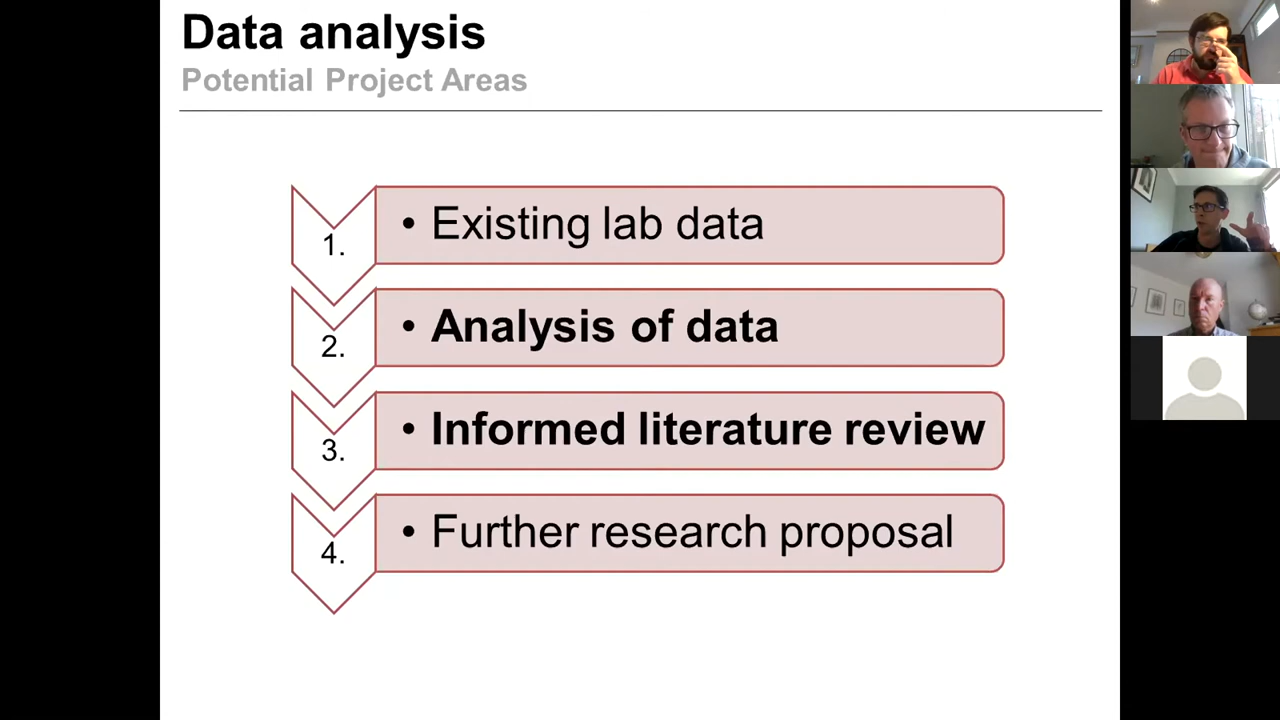 Data analysis
Potential Project Areas
1.
• Existing lab data
2.
• Analysis of data
3.
• Informed literature review
4.
• Further research proposal